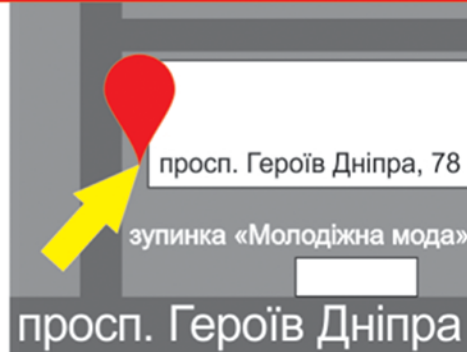 просп. Героїв Дніпра, 78
зупинка «Молодіжна мода»
просп. Героїв Дніпра